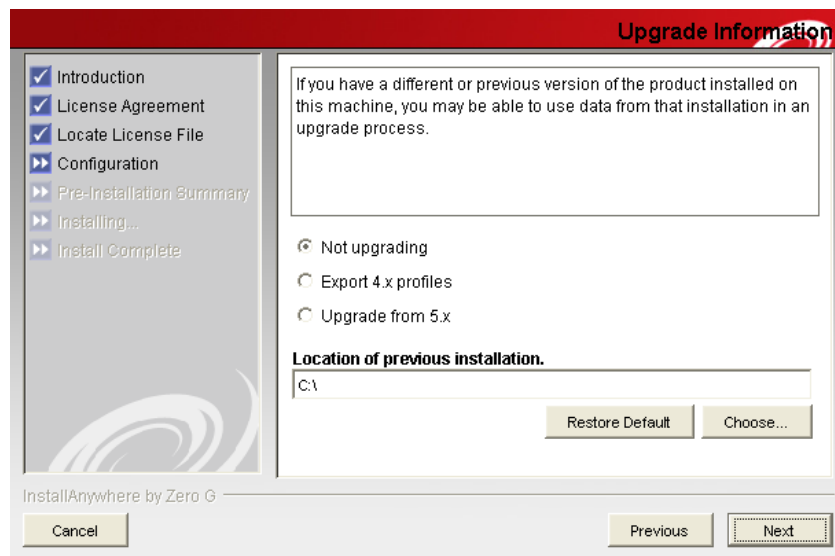 Upgrade Information
Introduction
License Agreement
Locate License File
Configuration
Pre-Installation Summary
Installing...
Install Complete
If you have a different or previous version of the product installed on
this machine, you may be able to use data from that installation in an
upgrade process.
Not upgrading
Export 4.x profiles
Upgrade from 5.x
Location of previous installation.
C:\
Restore Default
Choose...
InstallAnywhere by Zero G
Cancel
Previous
Next